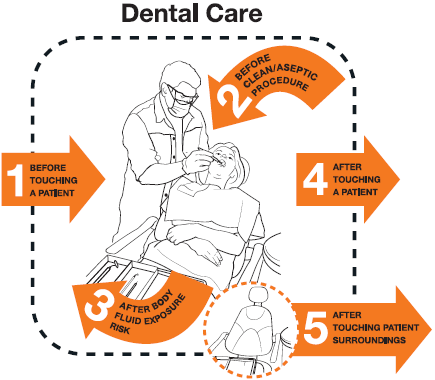 Dental Care
1
BEFORE
TOUCHING
A PATIENT
2
BEFORE
CLEAN/ASEPTIC
PROCEDURE
3
AFTER BODY
FLUID EXPOSURE
RISK
4
AFTER
TOUCHING
A PATIENT
5
AFTER
TOUCHING PATIENT
SURROUNDINGS